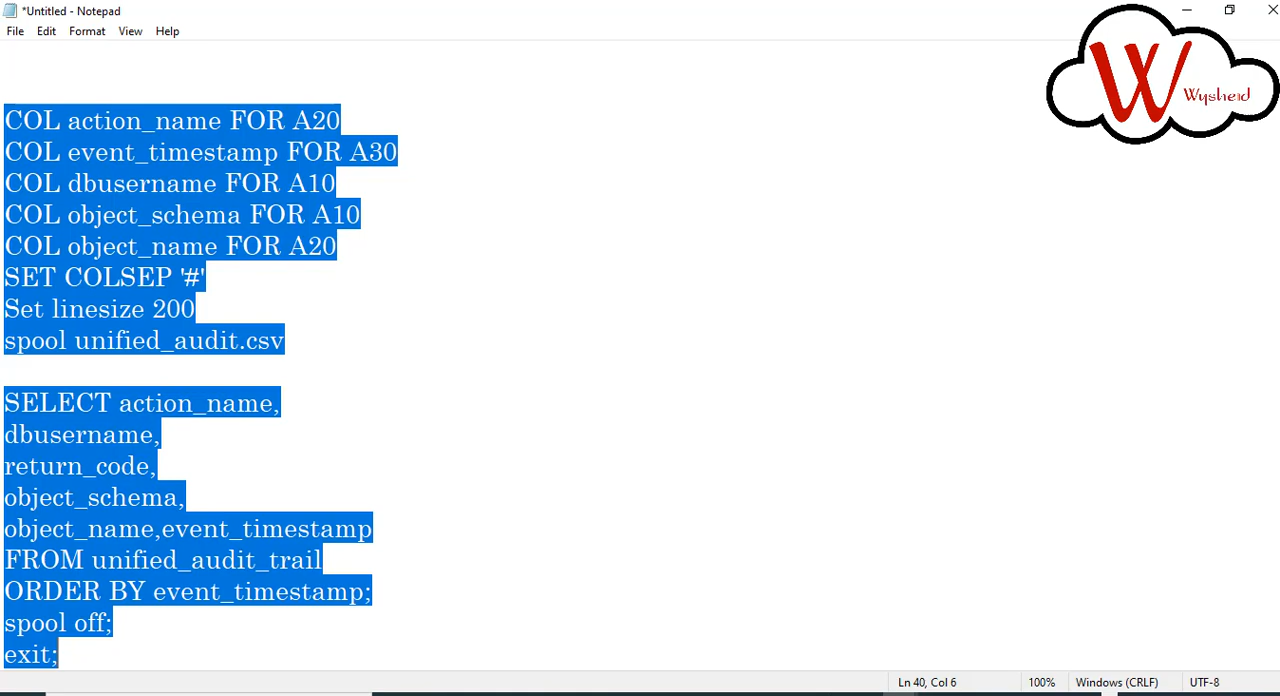 *Untitled - Notepad
File Edit Format View Help
W Wysheid
COL action_name FOR A20
COL event_timestamp FOR A30
COL dbusername FOR A10
COL object_schema FOR A10
COL object_name FOR A20
SET COLSEP '#'
Set linesize 200
spool unified_audit.csv
SELECT action_name,
dbusername,
return_code,
object_schema,
object_name,event_timestamp
FROM unified_audit_trail
ORDER BY event_timestamp;
spool off;
exit;
Ln 40, Col 6 100% Windows (CRLF) UTF-8